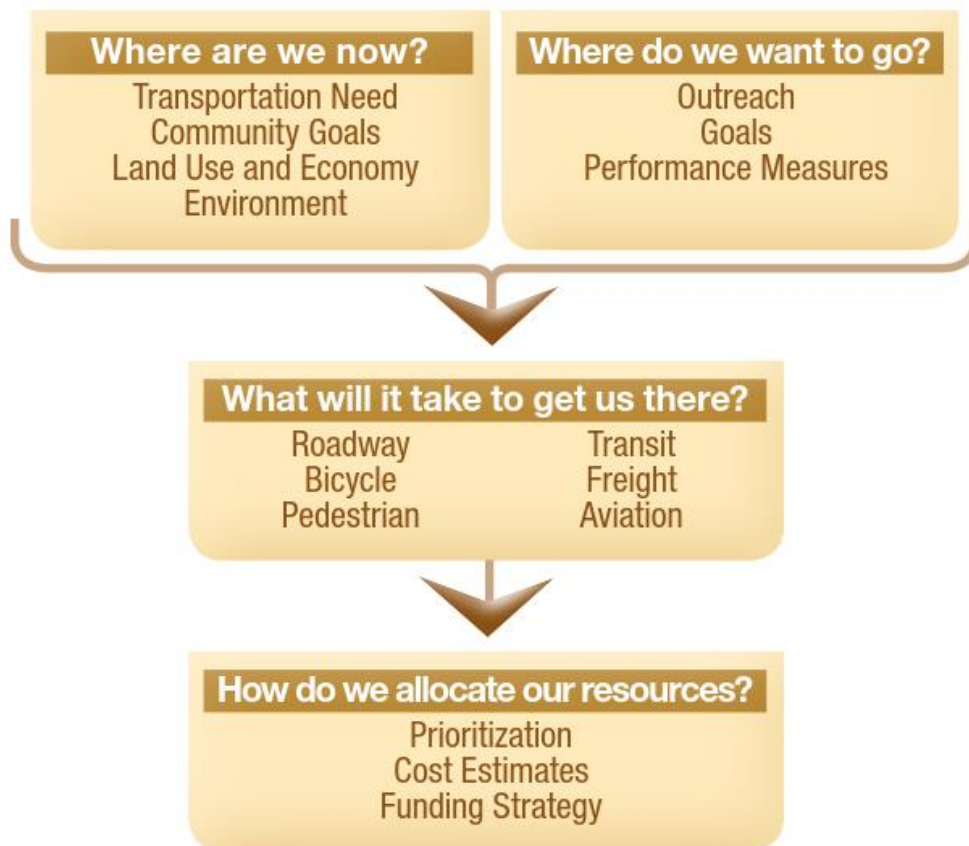 Where are we now?
Transportation Need
Community Goals
Land Use and Economy
Environment
Where do we want to go?
Outreach
Goals
Performance Measures
What will it take to get us there?
Roadway
Bicycle
Pedestrian
Transit
Freight
Aviation
How do we allocate our resources?
Prioritization
Cost Estimates
Funding Strategy